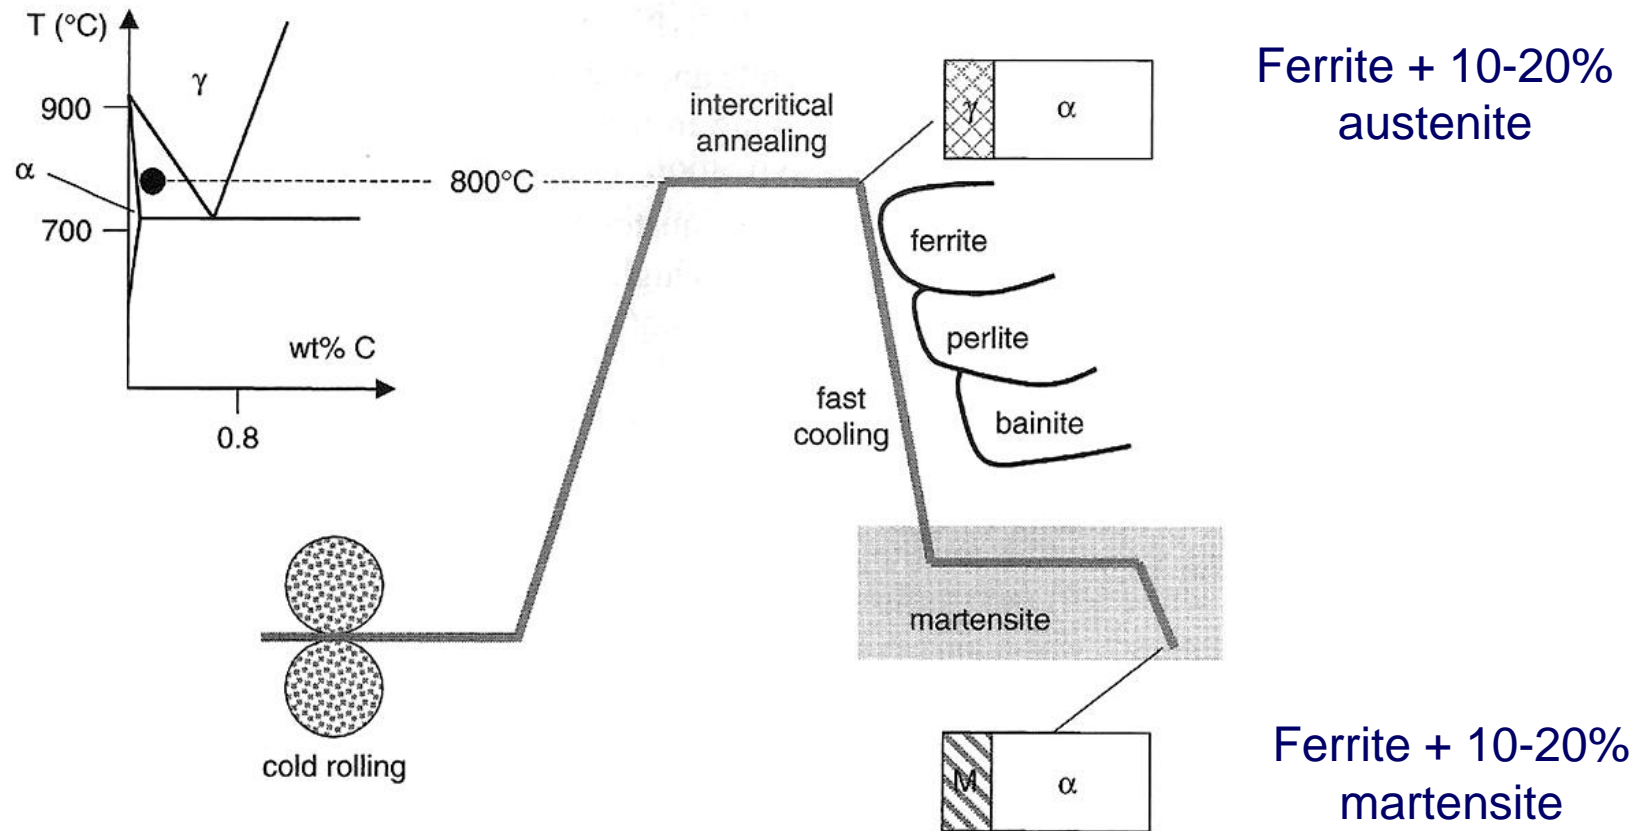 T (°C)
γ
900
α
700
wt% C
0.8
800°C
intercritical
annealing
γ
α
Ferrite + 10-20%
austenite
ferrite
perlite
bainite
fast
cooling
martensite
cold rolling
M
α
Ferrite + 10-20%
martensite